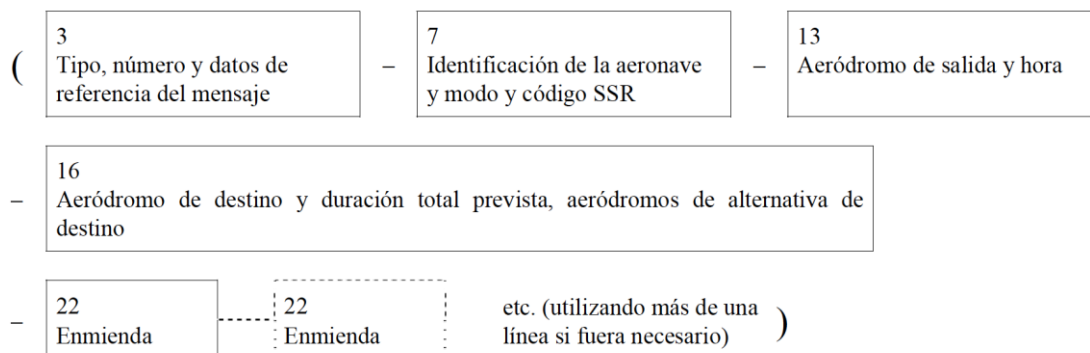 3
Tipo, número y datos de
referencia del mensaje
7
Identificación de la aeronave
y modo y código SSR
13
Aeródromo de salida y hora
( – –
16
Aeródromo de destino y duración total prevista, aeródromos de alternativa de
destino
–
22
Enmienda
22
Enmienda
etc. (utilizando más de una
línea si fuera necesario)
– )